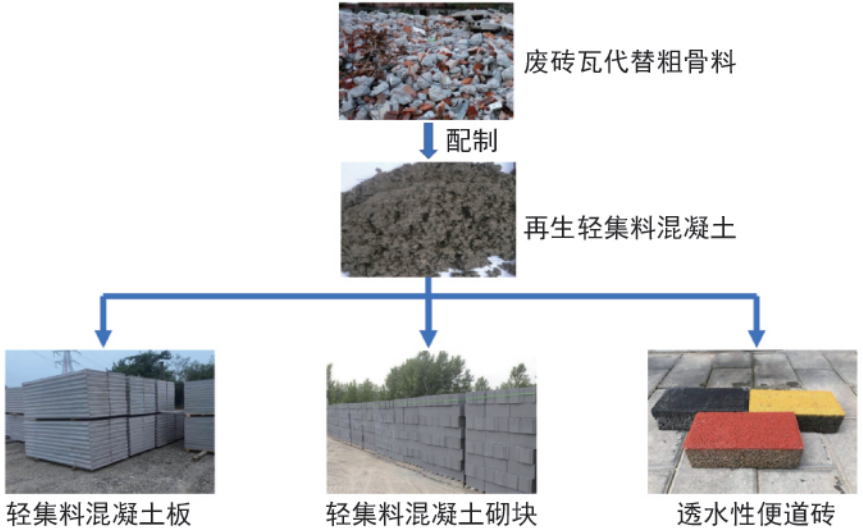 废砖瓦代替粗骨料
配制
再生轻集料混凝土
轻集料混凝土板
轻集料混凝土砌块
透水性便道砖